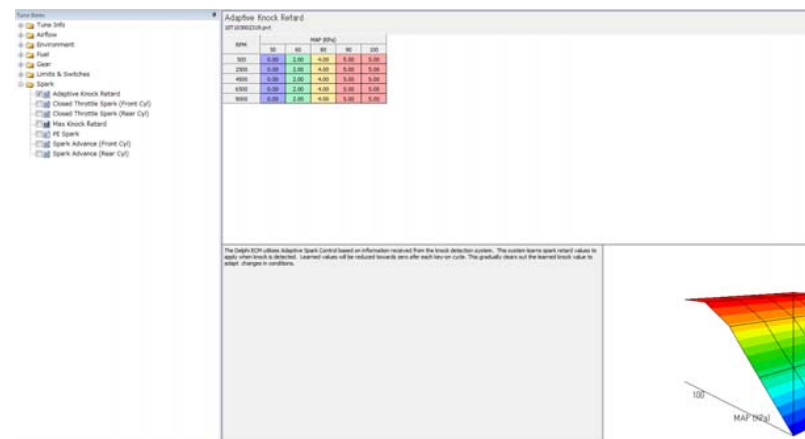 Tune Items
Tune Info
Airflow
Environment
Fuel
Gear
Limits & Switches
Spark
Adaptive Knock Retard
Closed Throttle Spark (Front Cyl)
Closed Throttle Spark (Rear Cyl)
Max Knock Retard
PE Spark
Spark Advance (Front Cyl)
Spark Advance (Rear Cyl)
Adaptive Knock Retard
MAP (KPa)
RPM 50 60 80 90 100
500 0.00 2.00 4.00 5.00 5.00
2500 0.00 2.00 4.00 5.00 5.00
4500 0.00 2.00 4.00 5.00 5.00
6500 0.00 2.00 4.00 5.00 5.00
9000 0.00 2.00 4.00 5.00 5.00
The Delphi ECM utilizes Adaptive Spark Control based on information received from the knock detection system. This system learns spark retard values to
apply when knock is detected. Learned values will be reduced towards zero after each key-on cycle. This gradually clears out the learned knock value to
adapt changes in conditions.
100
MAP (KPa)